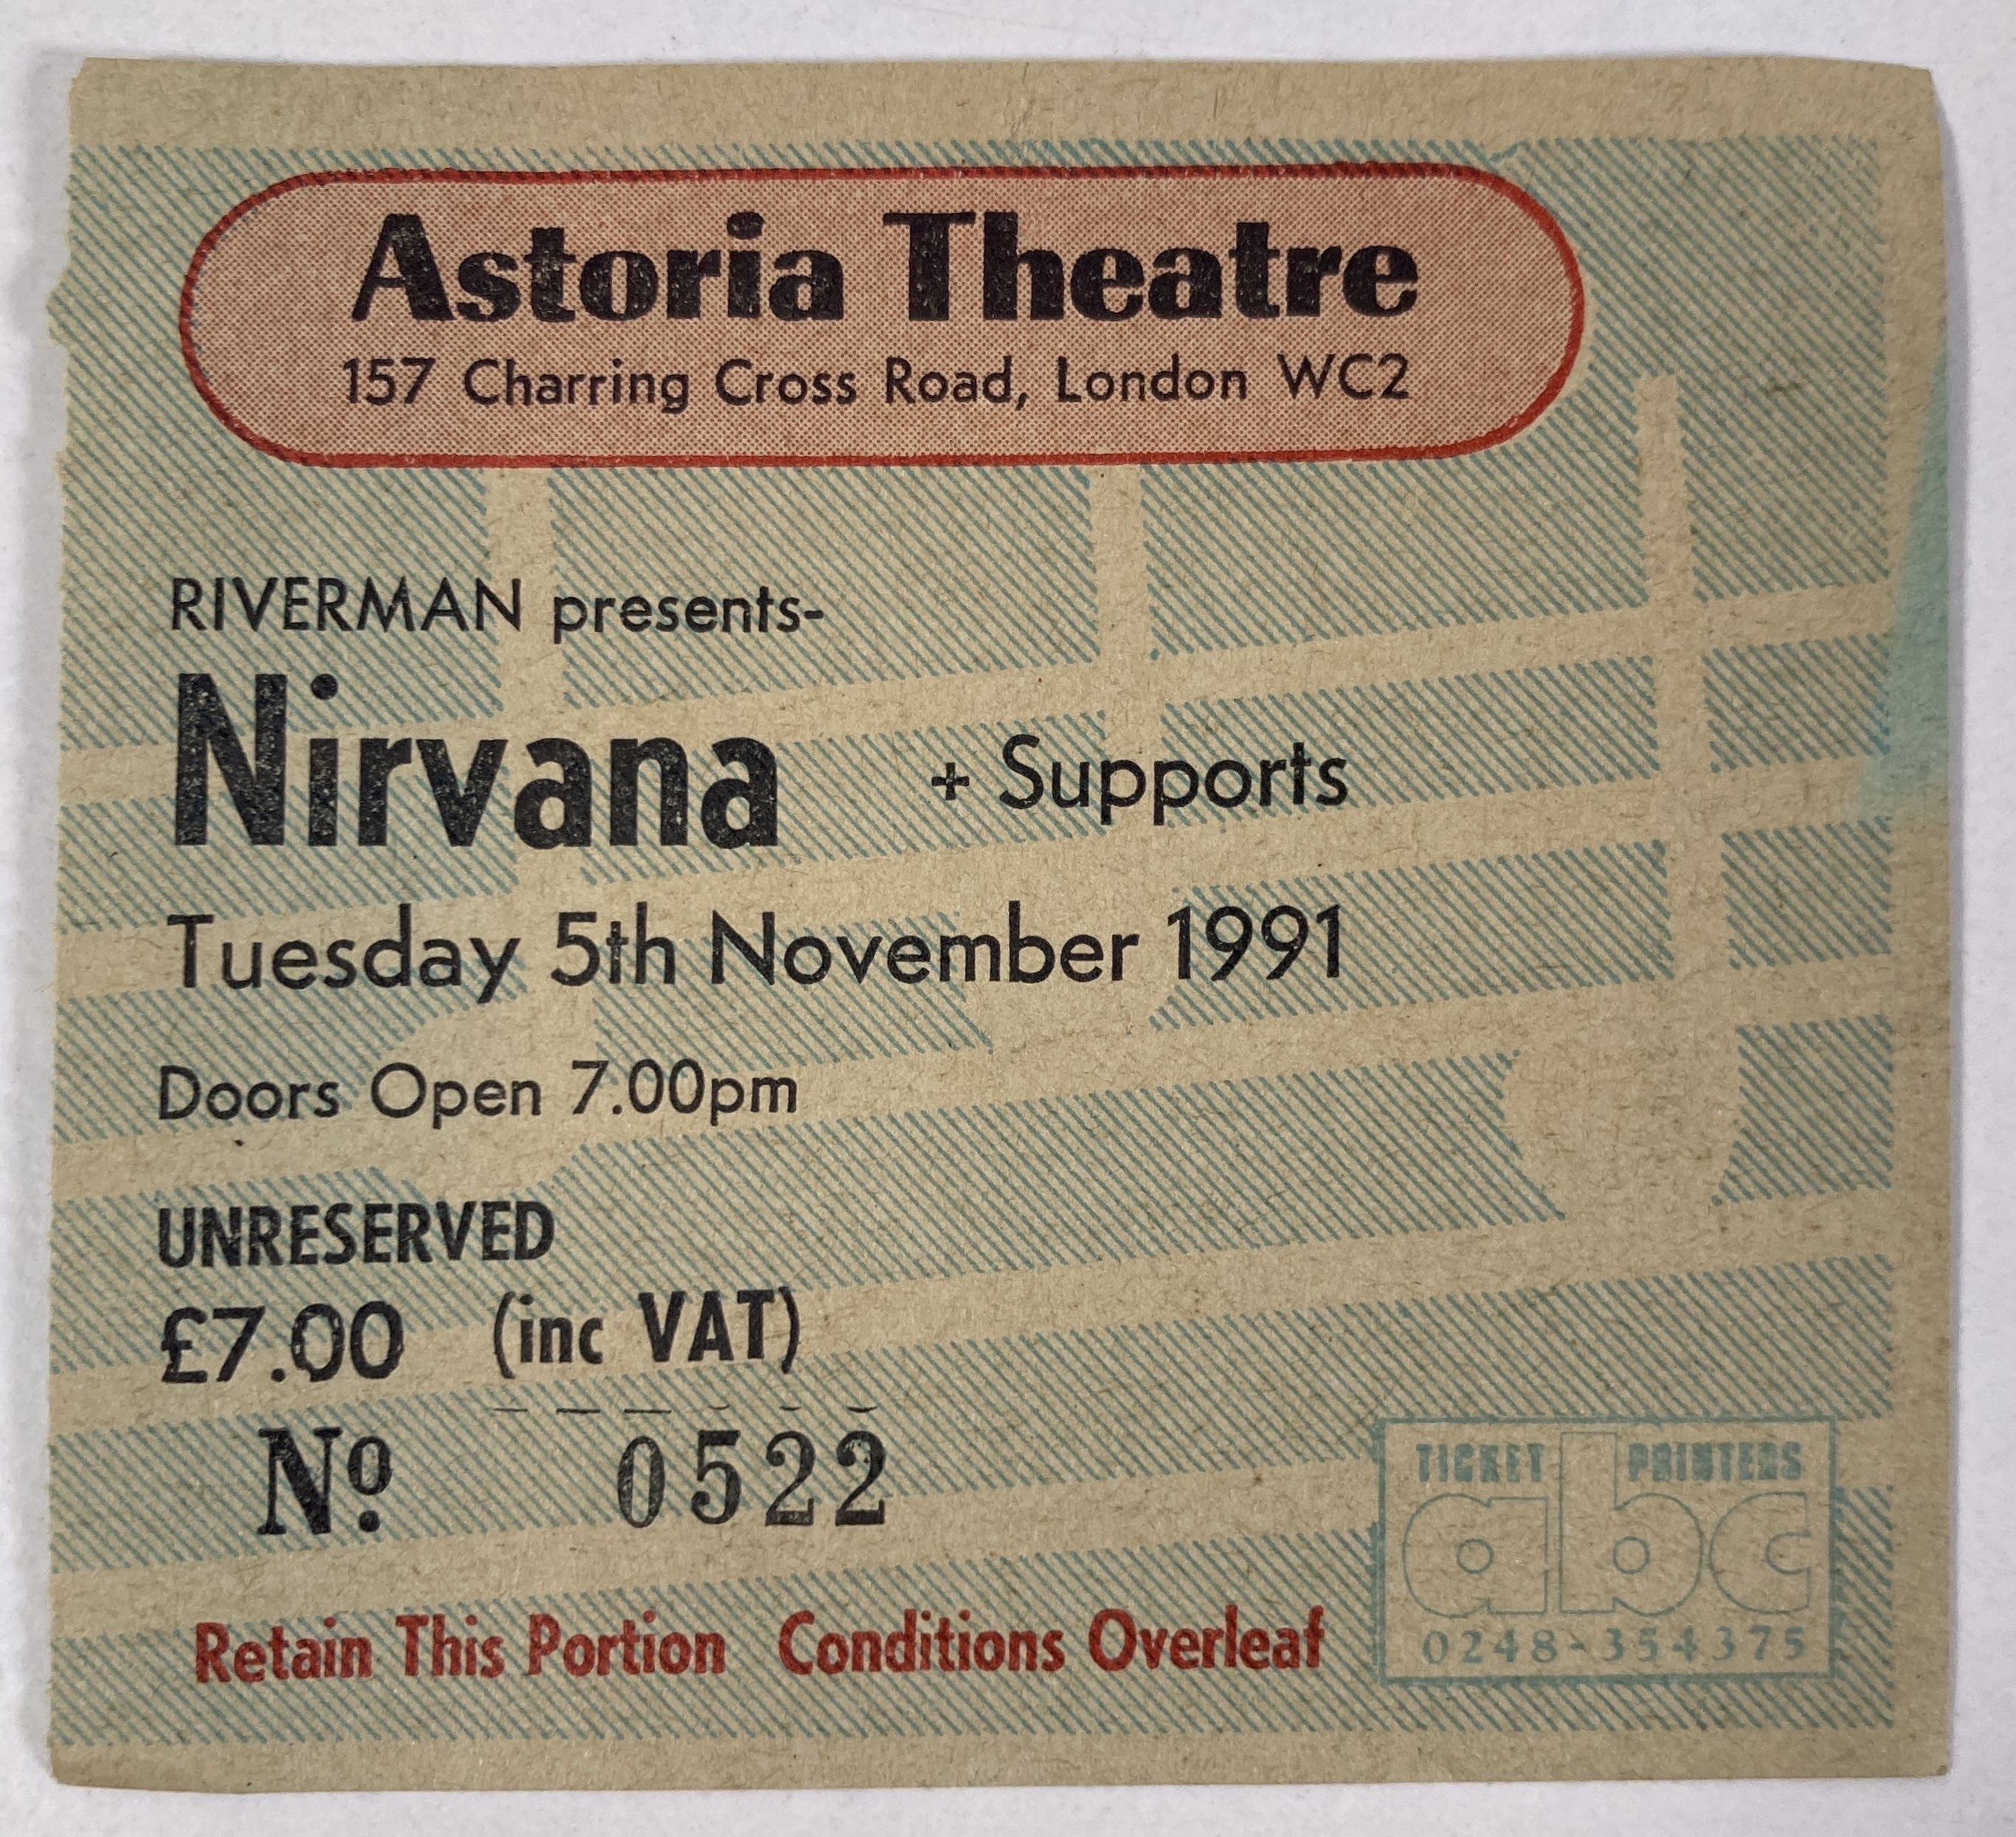 Astoria Theatre
157 Charring Cross Road, London WC2
RIVERMAN presents-
Nirvana + Supports
Tuesday 5th November 1991
Doors Open 7.00pm
UNRESERVED
£7.00 (inc VAT)
Nº 0522
TICKET PRINTERS
abc
0248-354375
Retain This Portion Conditions Overleaf